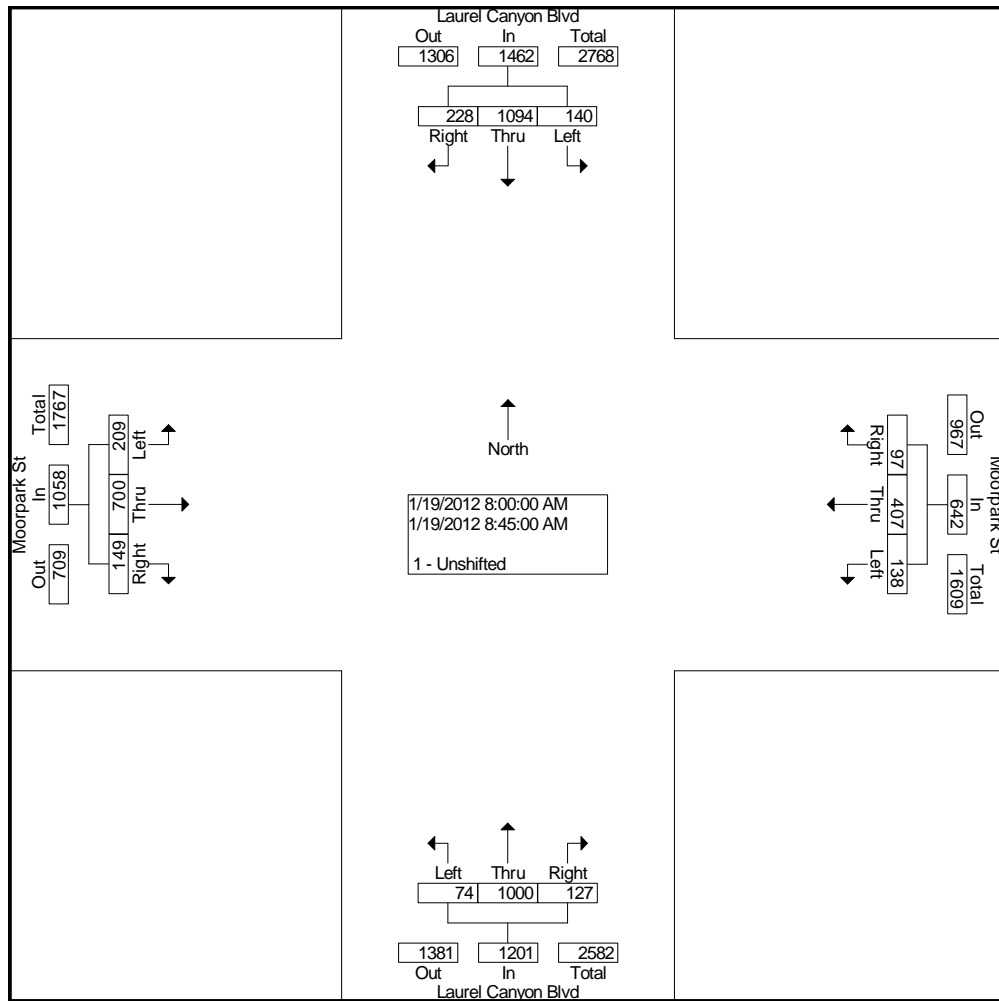 Laurel Canyon Blvd
Out In Total
1306 1462 2768
228 1094 140
Right Thru Left
Moorpark St
Total In Out
1767 1058 709
209 700 149
Left Thru Right
North
1/19/2012 8:00:00 AM
1/19/2012 8:45:00 AM
1 - Unshifted
Right Thru Left
97 407 138
Out In Total
967 642 1609
Moorpark St
Left Thru Right
74 1000 127
1381 1201 2582
Out In Total
Laurel Canyon Blvd